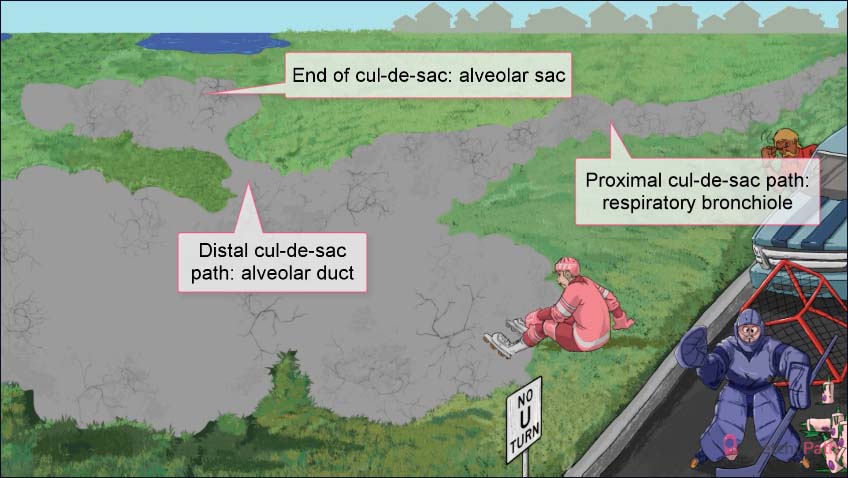 End of cul-de-sac: alveolar sac
Proximal cul-de-sac path:
respiratory bronchiole
Distal cul-de-sac
path: alveolar duct
NO
U
TURN